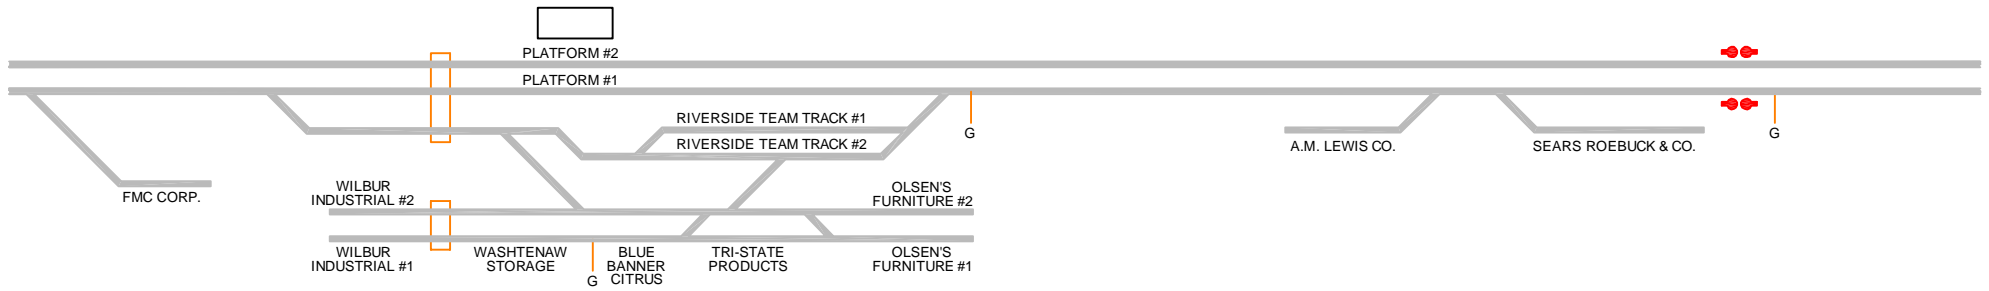 PLATFORM #2
PLATFORM #1
RIVERSIDE TEAM TRACK #1
G
G
RIVERSIDE TEAM TRACK #2
A.M. LEWIS CO.
SEARS ROEBUCK & CO.
FMC CORP.
WILBUR
INDUSTRIAL #2
OLSEN'S
FURNITURE #2
WILBUR
INDUSTRIAL #1
WASHTENAW
STORAGE
G
BLUE
BANNER
CITRUS
TRI-STATE
PRODUCTS
OLSEN'S
FURNITURE #1